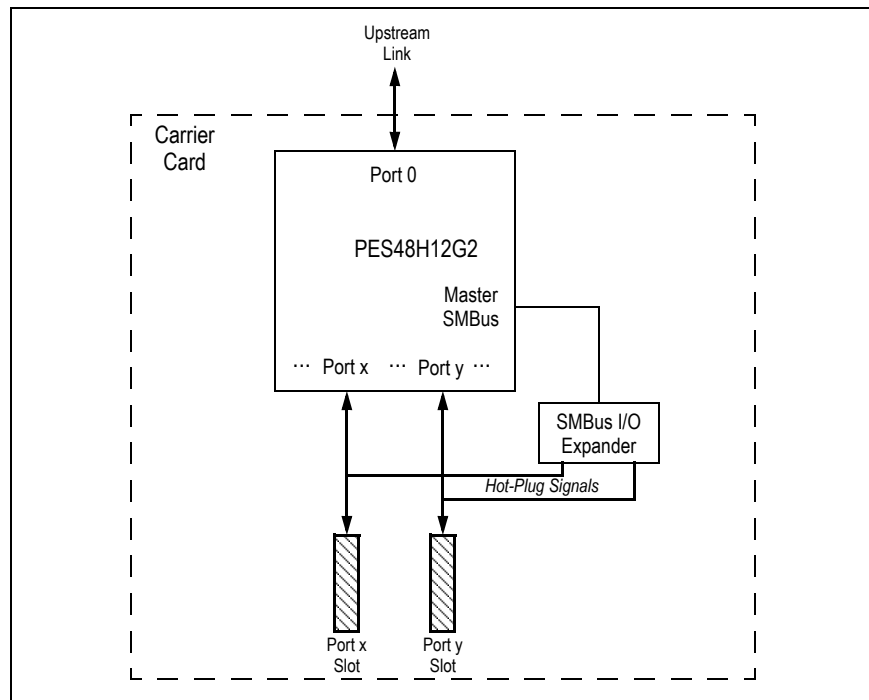 Upstream
Link
Carrier
Card
Port 0
PES48H12G2
Master
SMBus
··· Port x ··· Port y ···
SMBus I/O
Expander
Hot-Plug Signals
Port x
Slot
Port y
Slot